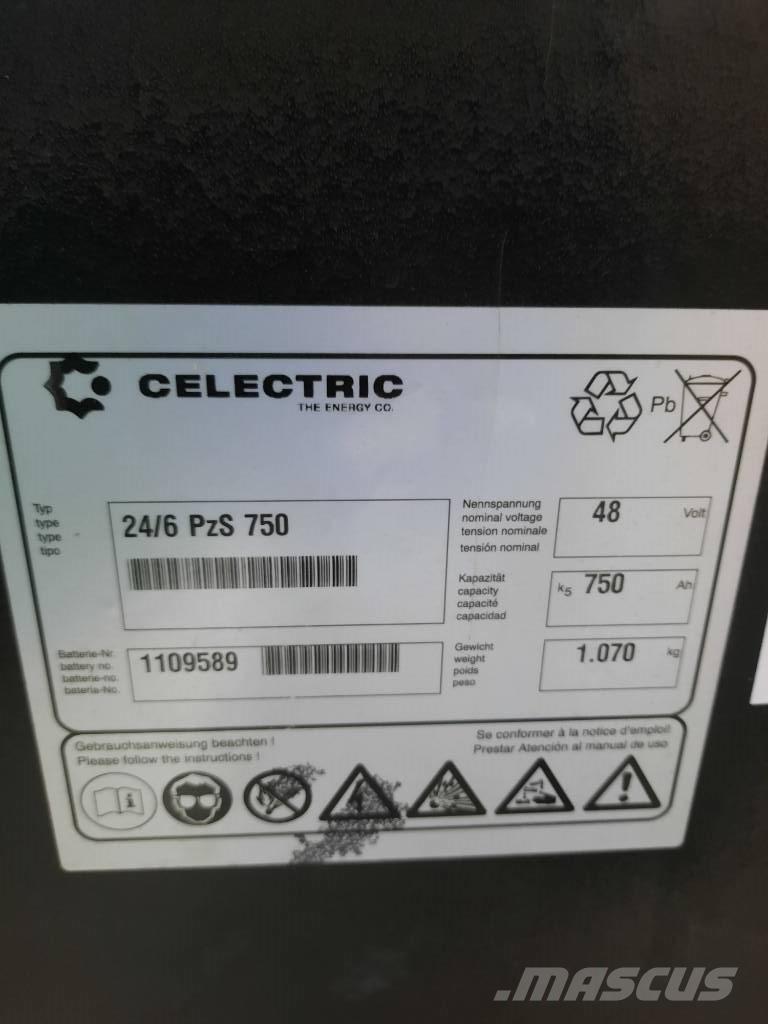 CELECTRIC
THE ENERGY CO.
Pb
Typ
type
type
tipo
24/6 PzS 750
Nennspannung
nominal voltage
tension nominale
tensión nominal
48 Volt
Kapazität
capacity
capacité
capacidad
k5 750 Ah
Batterie-Nr.
battery no.
batterie-no.
bateria-No.
1109589
Gewicht
weight
poids
peso
1.070 kg
Gebrauchsanweisung beachten !
Please follow the instructions !
Se conformer à la notice d'emploi!
Prestar Atención al manual de uso
MASCUS